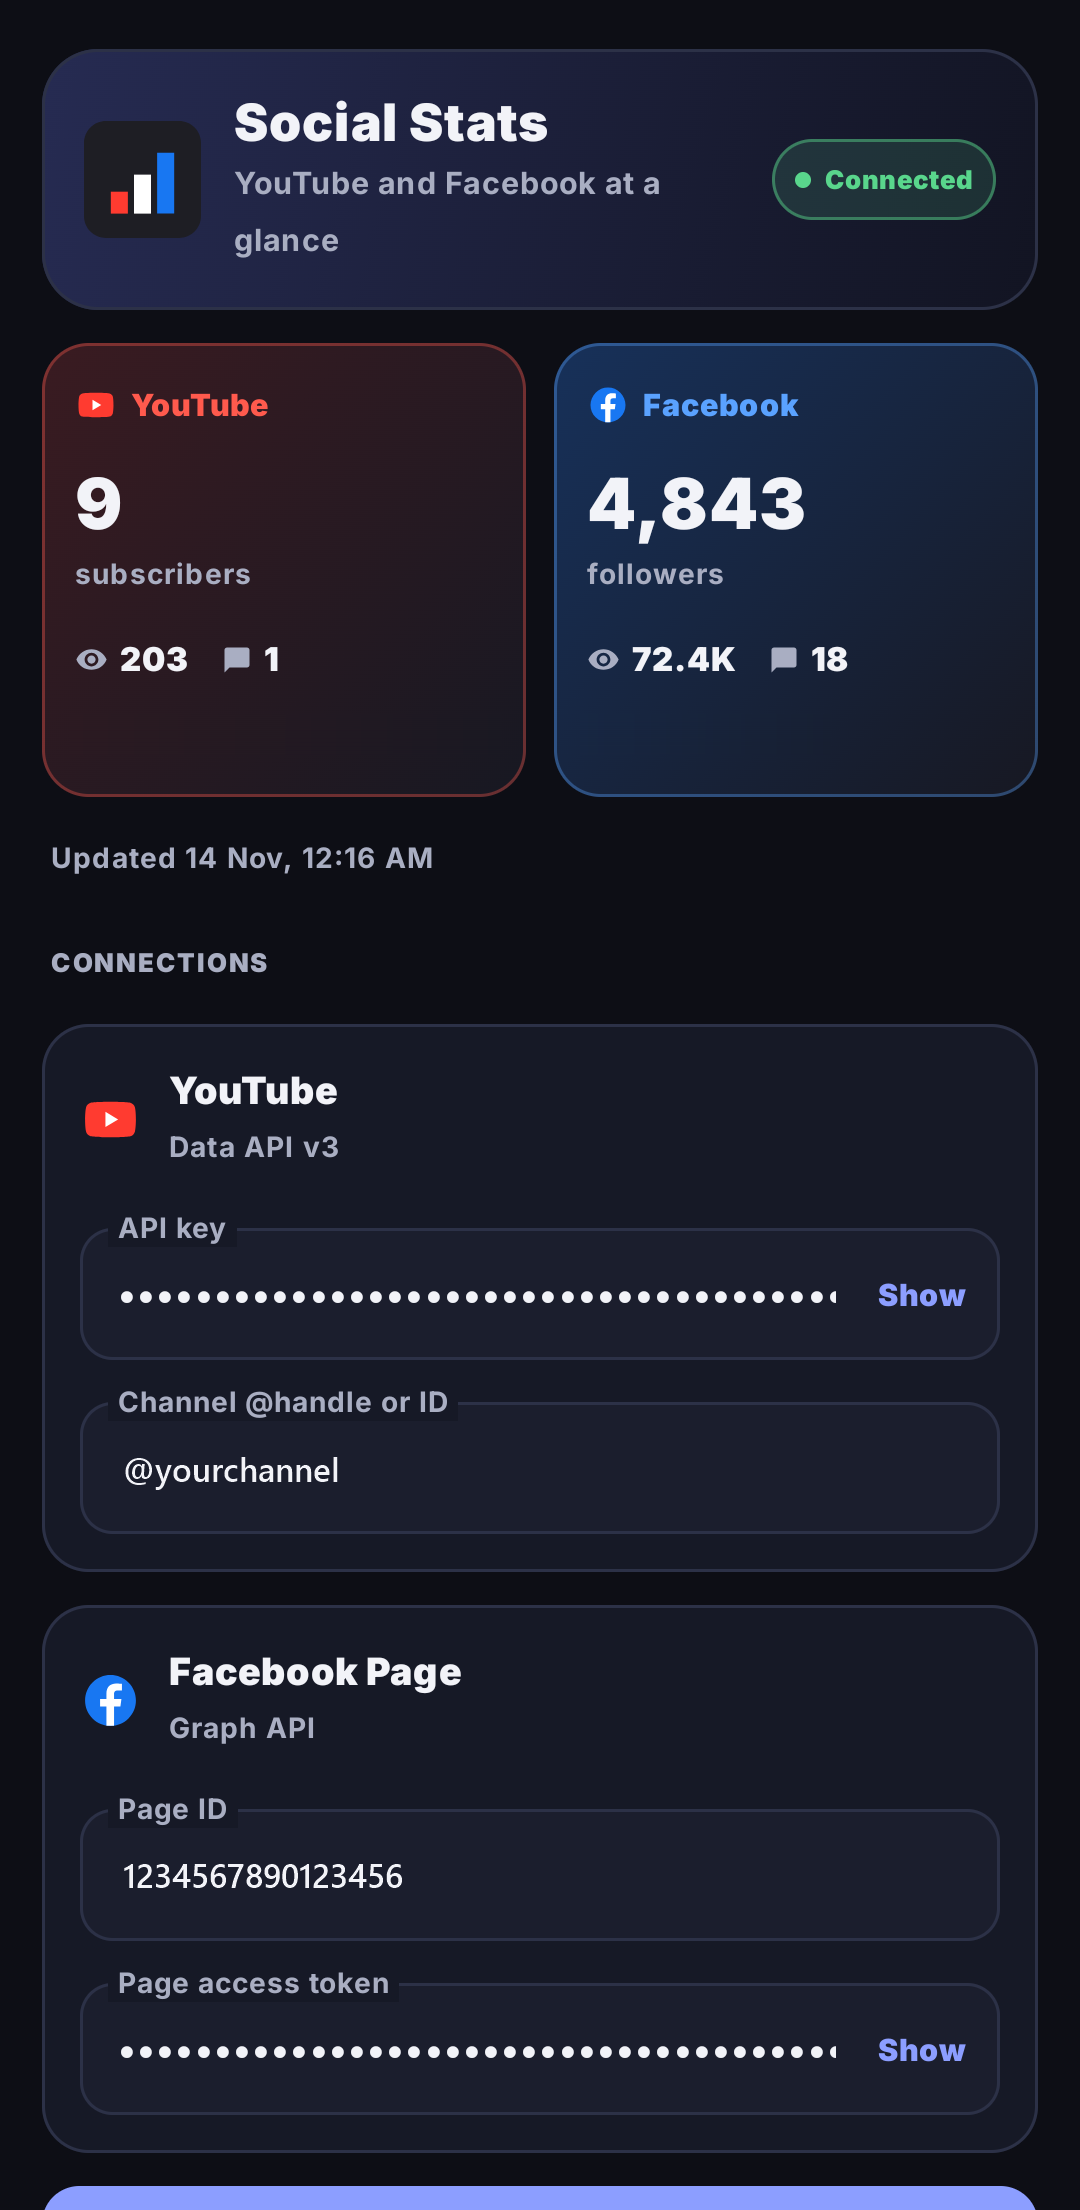 Social Stats
YouTube and Facebook at a
glance
Connected
YouTube
9
subscribers
203 1
Facebook
4,843
followers
72.4K 18
Updated 14 Nov, 12:16 AM
CONNECTIONS
YouTube
Data API v3
API key
Show
Channel @handle or ID
@yourchannel
Facebook Page
Graph API
Page ID
1234567890123456
Page access token
Show